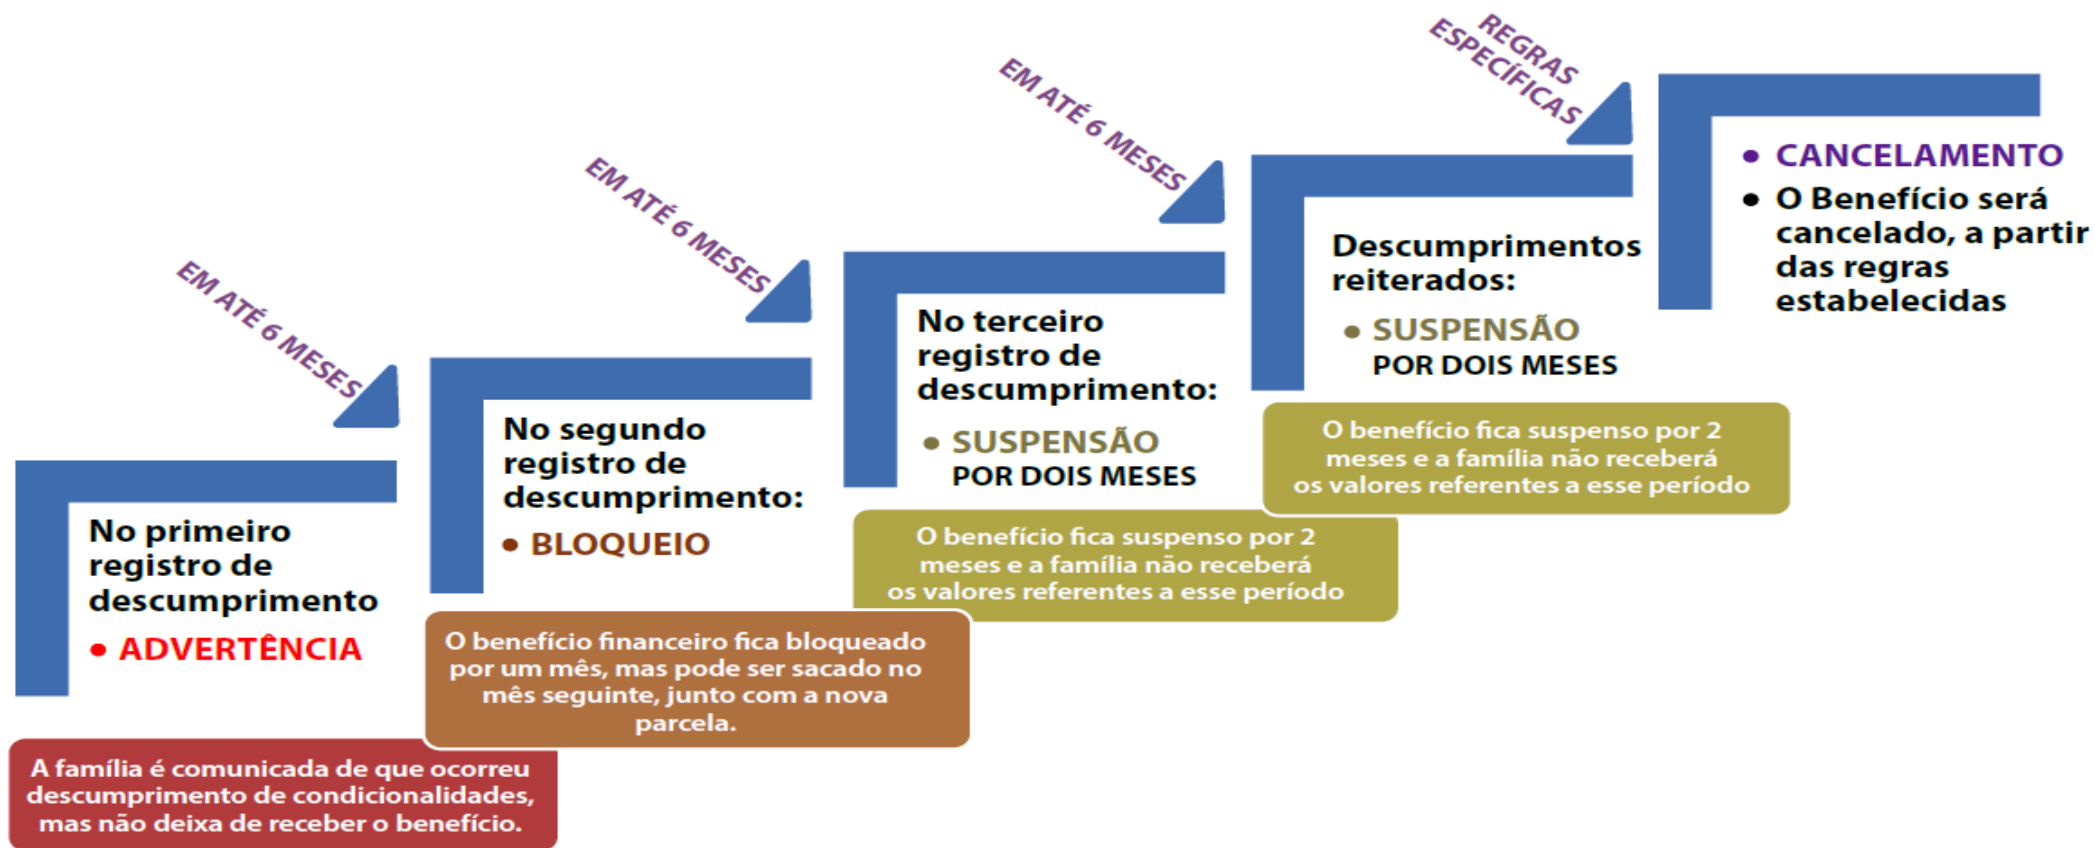 No primeiro
registro de
descumprimento
• ADVERTÊNCIA
A família é comunicada de que ocorreu
descumprimento de condicionalidades,
mas não deixa de receber o benefício.
EM ATÉ 6 MESES
No segundo
registro de
descumprimento:
• BLOQUEIO
O benefício financeiro fica bloqueado
por um mês, mas pode ser sacado no
mês seguinte, junto com a nova
parcela.
EM ATÉ 6 MESES
No terceiro
registro de
descumprimento:
• SUSPENSÃO
POR DOIS MESES
O benefício fica suspenso por 2
meses e a família não receberá
os valores referentes a esse período
EM ATÉ 6 MESES
Descumprimentos
reiterados:
• SUSPENSÃO
POR DOIS MESES
O benefício fica suspenso por 2
meses e a família não receberá
os valores referentes a esse período
REGRAS
ESPECÍFICAS
• CANCELAMENTO
• O Benefício será
cancelado, a partir
das regras
estabelecidas